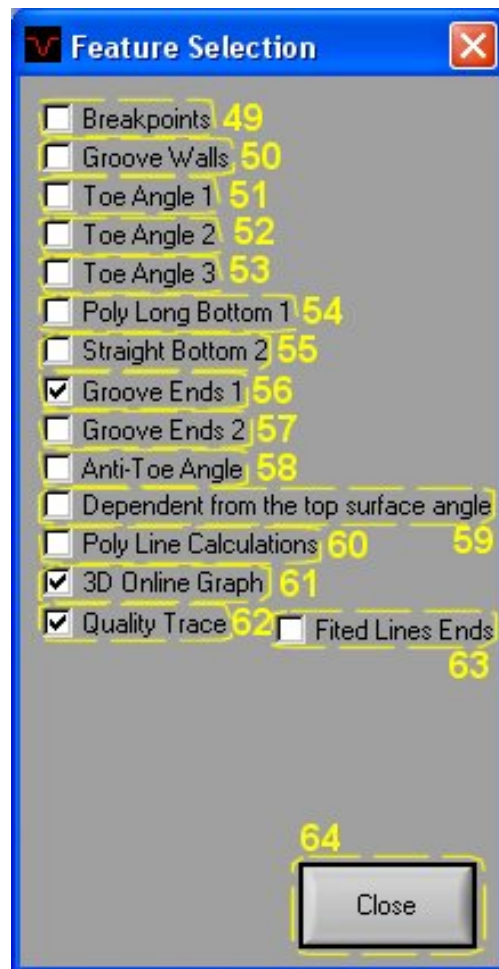 Feature Selection
Breakpoints 49
Groove Walls 50
Toe Angle 1 51
Toe Angle 2 52
Toe Angle 3 53
Poly Long Bottom 1 54
Straight Bottom 2 55
Groove Ends 1 56
Groove Ends 2 57
Anti-Toe Angle 58
Dependent from the top surface angle
Poly Line Calculations 60 59
3D Online Graph 61
Quality Trace 62 Fited Lines Ends
63
64
Close